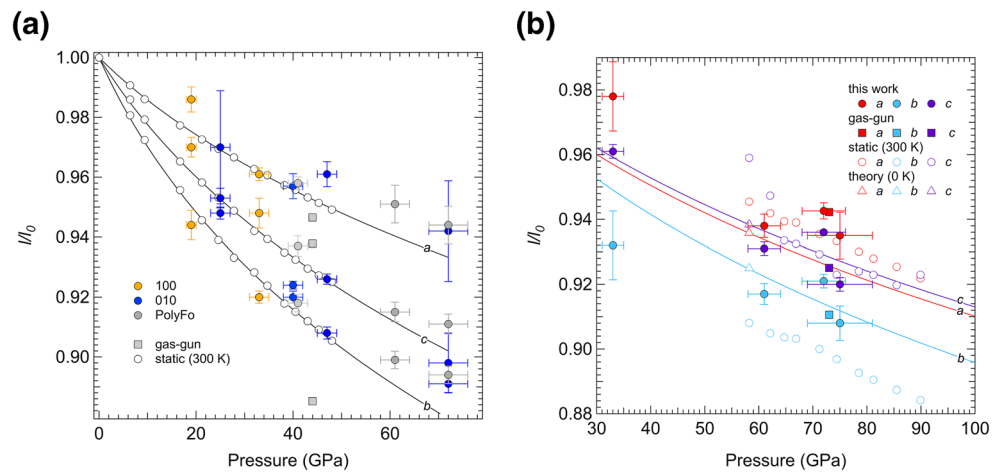 (a)
(b)
1.00
0.98
0.96
0.94
0.92
0.90
l/l0
0
20
40
60
Pressure (GPa)
100
010
PolyFo
gas-gun
static (300 K)
a
c
b
0.98
0.96
0.94
0.92
0.90
0.88
l/l0
30
40
50
60
70
80
90
100
Pressure (GPa)
this work
a b c
gas-gun
a b c
static (300 K)
a b c
theory (0 K)
a b c
c
a
b